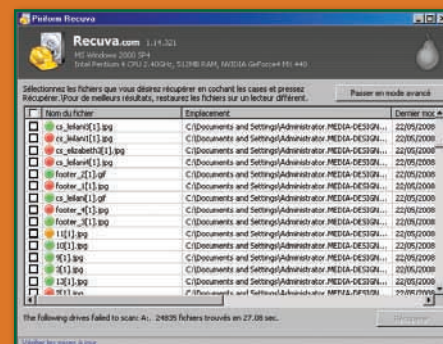 Piriform Recuva
Recuva.com 1.14.321
MS Windows 2000 SP4
Intel Pentium 4 CPU 2.40GHz, 512MB RAM, NVIDIA GeForce4 MX 440
Sélectionnez les fichiers que vous désirez récupérer en cochant les cases et pressez
Récupérer. \Pour de meilleurs résultats, restaurez les fichiers sur un lecteur différent.
Passer en mode avancé
Nom du fichier Emplacement Dernier mod
cs_leilani3[1].jpg C:\Documents and Settings\Administrator.MEDIA-DESIGN... 22/05/2008
cs_leilani1[1].jpg C:\Documents and Settings\Administrator.MEDIA-DESIGN... 22/05/2008
cs_elizabeth3[1].jpg C:\Documents and Settings\Administrator.MEDIA-DESIGN... 22/05/2008
cs_leilani4[1].jpg C:\Documents and Settings\Administrator.MEDIA-DESIGN... 22/05/2008
footer_2[1].gif C:\Documents and Settings\Administrator.MEDIA-DESIGN... 22/05/2008
footer_1[1].jpg C:\Documents and Settings\Administrator.MEDIA-DESIGN... 22/05/2008
cs_leilani[1].gif C:\Documents and Settings\Administrator.MEDIA-DESIGN... 22/05/2008
footer_4[1].jpg C:\Documents and Settings\Administrator.MEDIA-DESIGN... 22/05/2008
footer_3[1].jpg C:\Documents and Settings\Administrator.MEDIA-DESIGN... 22/05/2008
11[1].jpg C:\Documents and Settings\Administrator.MEDIA-DESIGN... 22/05/2008
10[1].jpg C:\Documents and Settings\Administrator.MEDIA-DESIGN... 22/05/2008
9[1].jpg C:\Documents and Settings\Administrator.MEDIA-DESIGN... 22/05/2008
3[1].jpg C:\Documents and Settings\Administrator.MEDIA-DESIGN... 22/05/2008
13[1].jpg C:\Documents and Settings\Administrator.MEDIA-DESIGN... 22/05/2008
C:\Documents and Settings\Administrator.MEDIA-DESIGN... 22/05/2008
The following drives failed to scan: A:. 24835 fichiers trouvés en 27.08 sec.
Récupérer